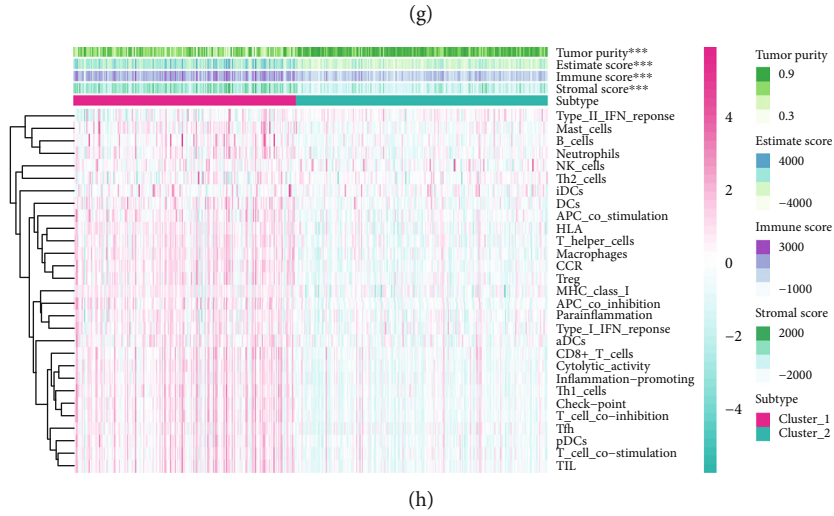 (g)
Tumor purity***
Estimate score***
Immune score***
Stromal score***
Subtype
Type_II_IFN_reponse
Mast_cells
B_cells
Neutrophils
NK_cells
Th2_cells
iDCs
DCs
APC_co_stimulation
HLA
T_helper_cells
Macrophages
CCR
Treg
MHC_class_I
APC_co_inhibition
Parainflammation
Type_I_IFN_reponse
aDCs
CD8+_T_cells
Cytolytic_activity
Inflammation-promoting
Th1_cells
Check-point
T_cell_co-inhibition
Tfh
pDCs
T_cell_co-stimulation
TIL
4
2
0
−2
−4
Tumor purity
0.9
0.3
Estimate score
4000
−4000
Immune score
3000
−1000
Stromal score
2000
−2000
Subtype
Cluster_1
Cluster_2
(h)